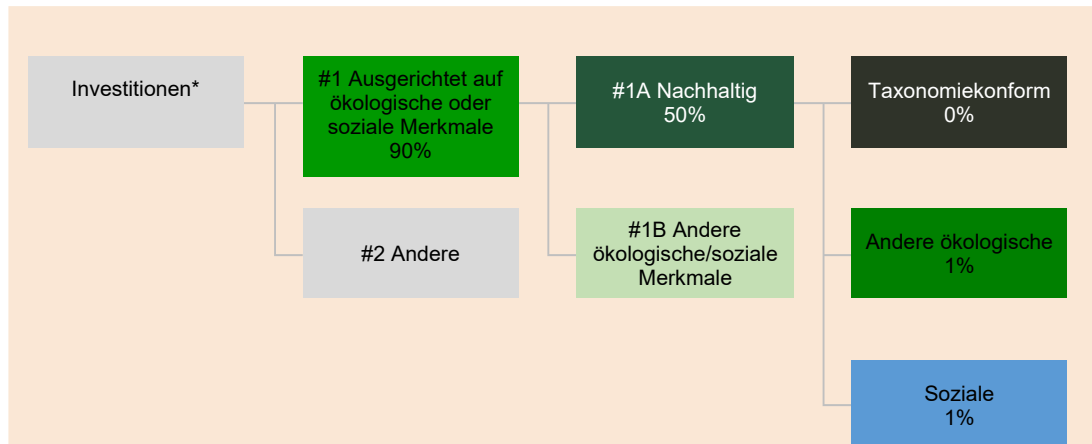 Investitionen*
#1 Ausgerichtet auf
ökologische oder
soziale Merkmale
90%
#1A Nachhaltig
50%
Taxonomiekonform
0%
#2 Andere
#1B Andere
ökologische/soziale
Merkmale
Andere ökologische
1%
Soziale
1%